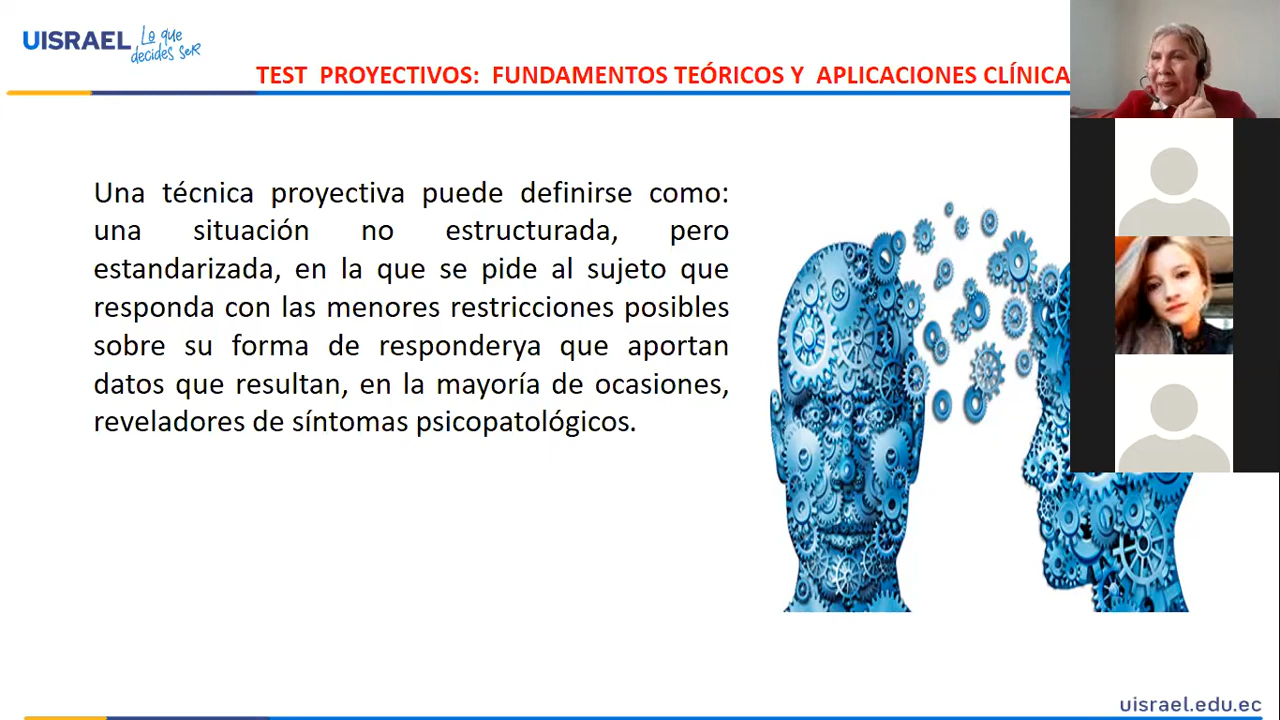 UISRAEL Lo que
decides seR
TEST PROYECTIVOS: FUNDAMENTOS TEÓRICOS Y APLICACIONES CLÍNICA
Una técnica proyectiva puede definirse como:
una situación no estructurada, pero
estandarizada, en la que se pide al sujeto que
responda con las menores restricciones posibles
sobre su forma de responderya que aportan
datos que resultan, en la mayoría de ocasiones,
reveladores de síntomas psicopatológicos.
uisrael.edu.ec